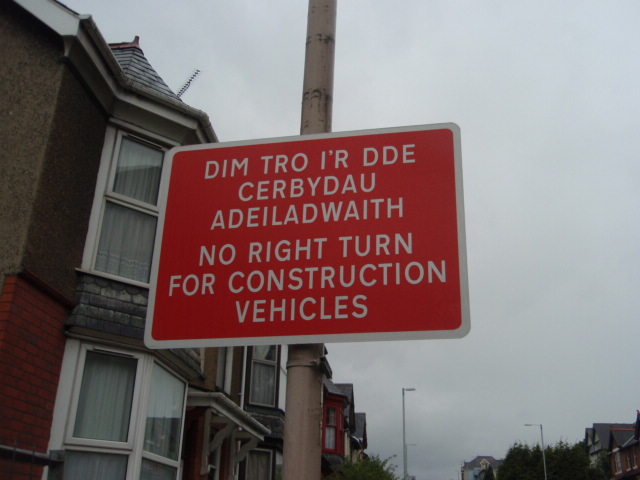 DIM TRO I'R DDE
CERBYDAU
ADEILADWAITH
NO RIGHT TURN
FOR CONSTRUCTION
VEHICLES